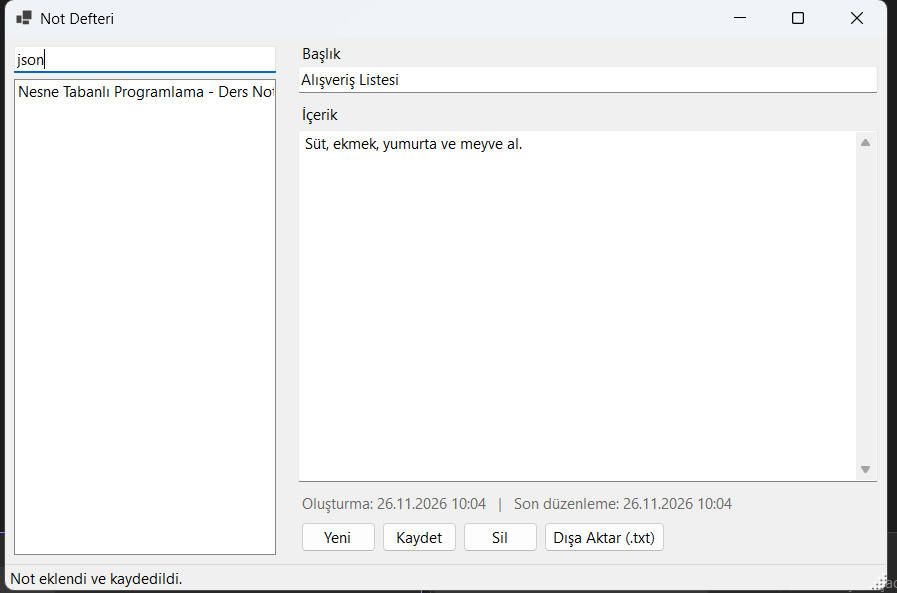 Not Defteri
json
Nesne Tabanlı Programlama - Ders Not
Başlık
Alışveriş Listesi
İçerik
Süt, ekmek, yumurta ve meyve al.
Oluşturma: 26.11.2026 10:04 | Son düzenleme: 26.11.2026 10:04
Yeni
Kaydet
Sil
Dışa Aktar (.txt)
Not eklendi ve kaydedildi.